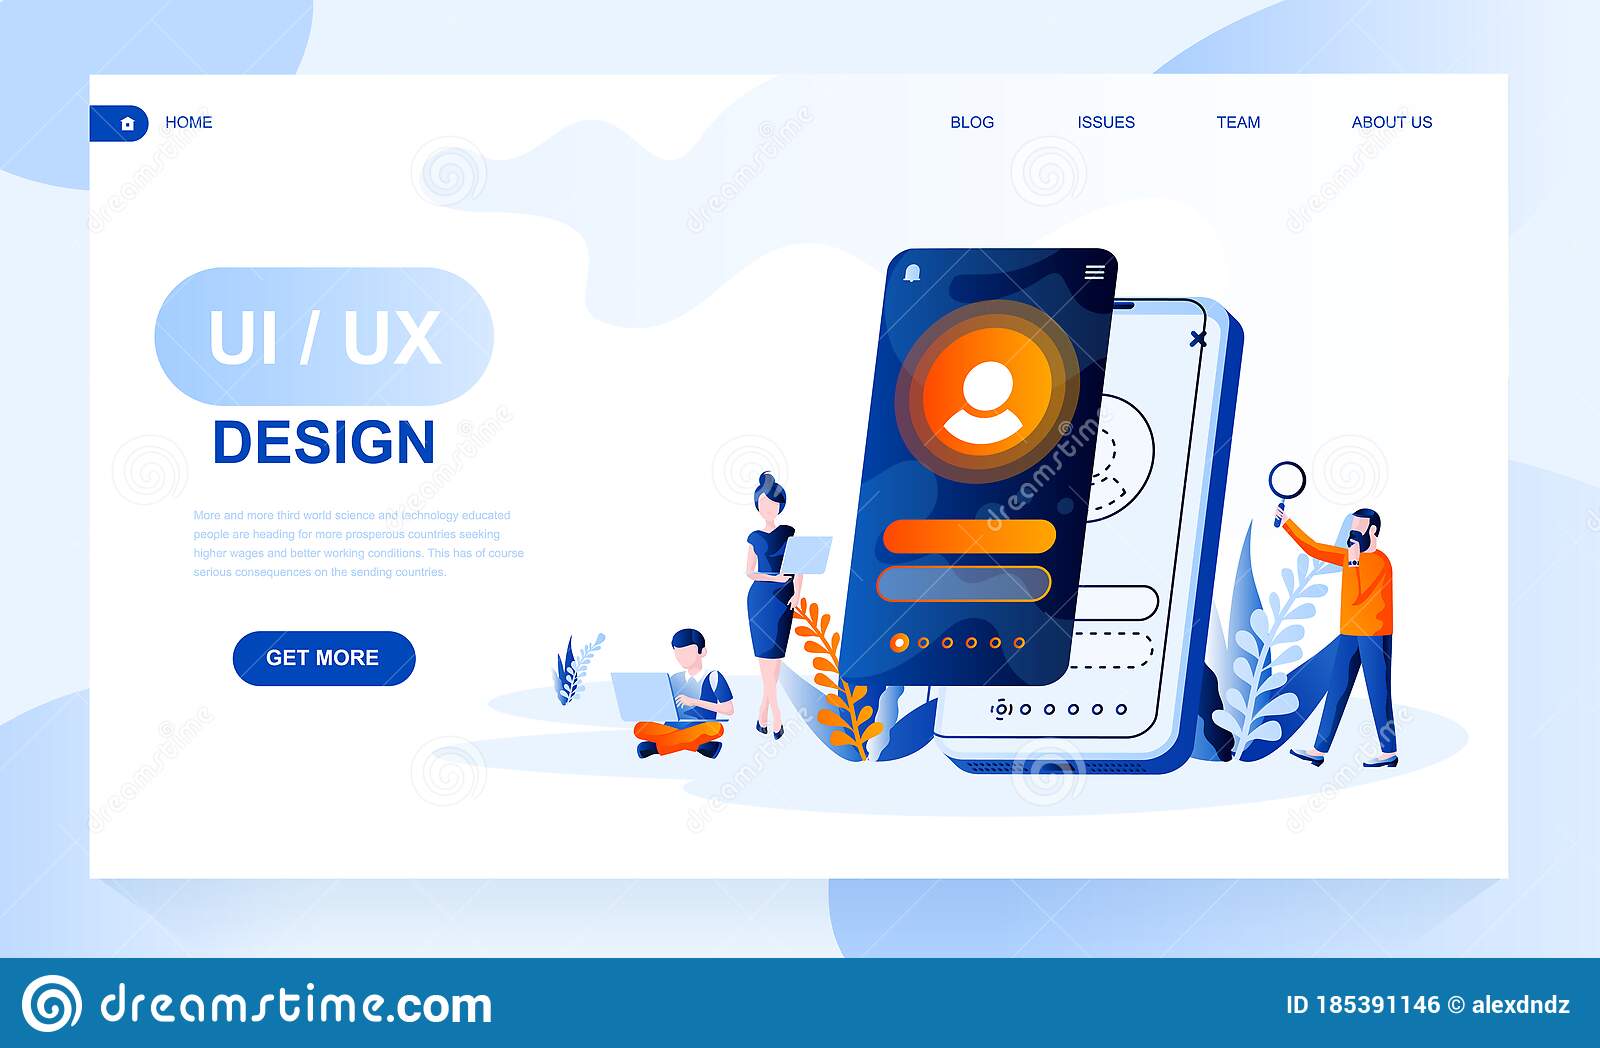 HOME
BLOG
ISSUES
TEAM
ABOUT US
UI / UX
DESIGN
More and more third world science and technology educated
people are heading for more prosperous countries seeking
higher wages and better working conditions. This has of course
serious consequences on the sending countries.
GET MORE
dreamstime.com
ID 185391146 © alexdndz